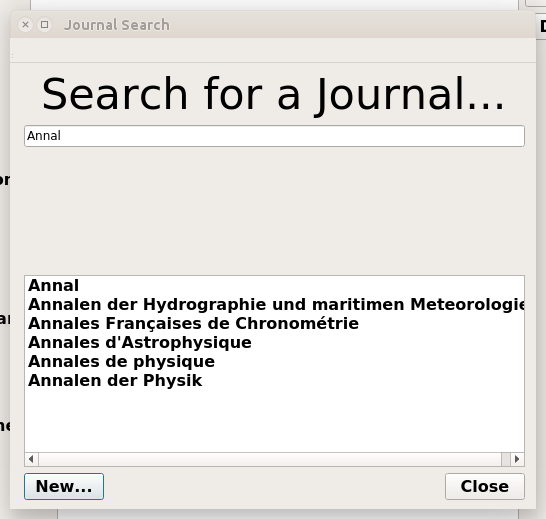 Journal Search
Search for a Journal...
Annal
Annal
Annalen der Hydrographie und maritimen Meteorologie
Annales Françaises de Chronométrie
Annales d'Astrophysique
Annales de physique
Annalen der Physik
New...
Close